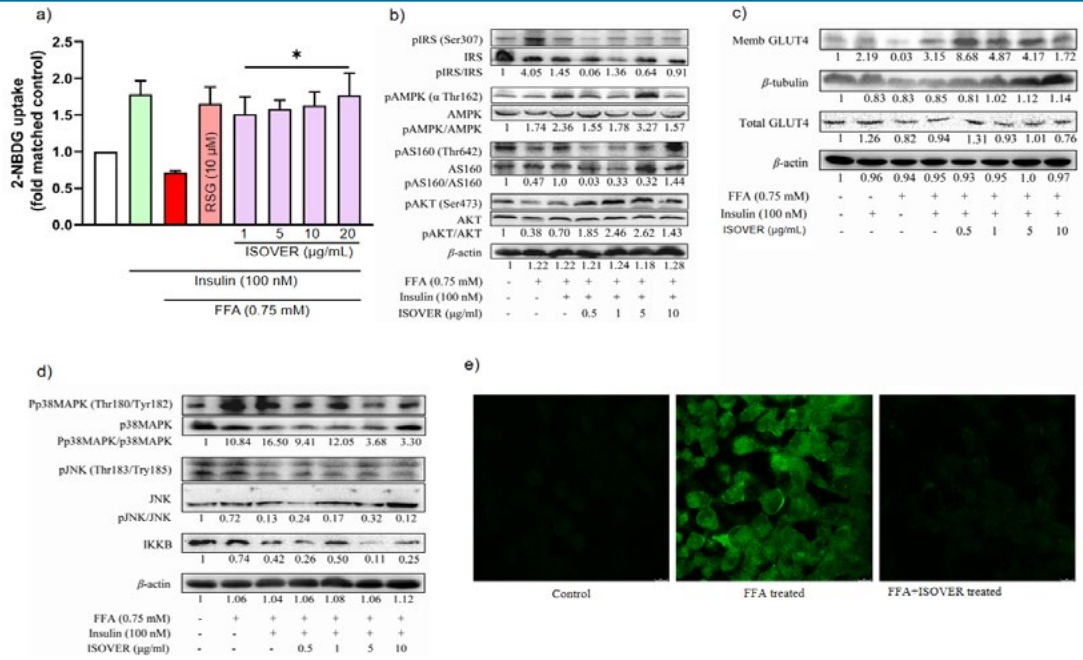 a)
2-NBDG uptake
(fold matched control)
2.5
2.0
1.5
1.0
0.5
0.0
RSG (10 µM)
*
1 5 10 20
ISOVER (µg/mL)
Insulin (100 nM)
FFA (0.75 mM)
b)
pIRS (Ser307)
IRS
pIRS/IRS 1 4.05 1.45 0.06 1.36 0.64 0.91
pAMPK (α Thr162)
AMPK
pAMPK/AMPK 1 1.74 2.36 1.55 1.78 3.27 1.57
pAS160 (Thr642)
AS160
pAS160/AS160 1 0.47 1.0 0.03 0.33 0.32 1.44
pAKT (Ser473)
AKT
pAKT/AKT 1 0.38 0.70 1.85 2.46 2.62 1.43
β-actin
1 1.22 1.22 1.21 1.24 1.18 1.28
FFA (0.75 mM) - + + + + + +
Insulin (100 nM) - - + + + + +
ISOVER (µg/ml) - - - 0.5 1 5 10
c)
Memb GLUT4
1 2.19 0.03 3.15 8.68 4.87 4.17 1.72
β-tubulin
1 0.83 0.83 0.85 0.81 1.02 1.12 1.14
Total GLUT4
1 1.26 0.82 0.94 1.31 0.93 1.01 0.76
β-actin
1 0.96 0.94 0.95 0.93 0.95 1.0 0.97
FFA (0.75 mM) - - + + + + + +
Insulin (100 nM) - + - + + + + +
ISOVER (µg/mL) - - - - 0.5 1 5 10
d)
Pp38MAPK (Thr180/Tyr182)
p38MAPK
Pp38MAPK/p38MAPK 1 10.84 16.50 9.41 12.05 3.68 3.30
pJNK (Thr183/Try185)
JNK
pJNK/JNK 1 0.72 0.13 0.24 0.17 0.32 0.12
IKKB
1 0.74 0.42 0.26 0.50 0.11 0.25
β-actin
1 1.06 1.04 1.06 1.08 1.06 1.12
FFA (0.75 mM) - + + + + + +
Insulin (100 nM) - - + + + + +
ISOVER (µg/mL) - - - 0.5 1 5 10
e)
Control
FFA treated
FFA+ISOVER treated